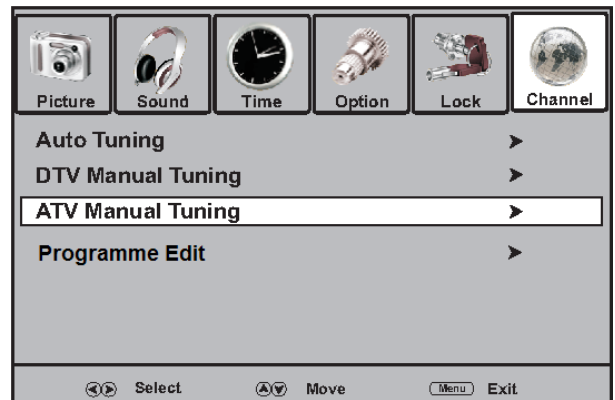 Picture Sound Time Option Lock Channel
Auto Tuning
DTV Manual Tuning
ATV Manual Tuning
Programme Edit
Select Move Menu Exit